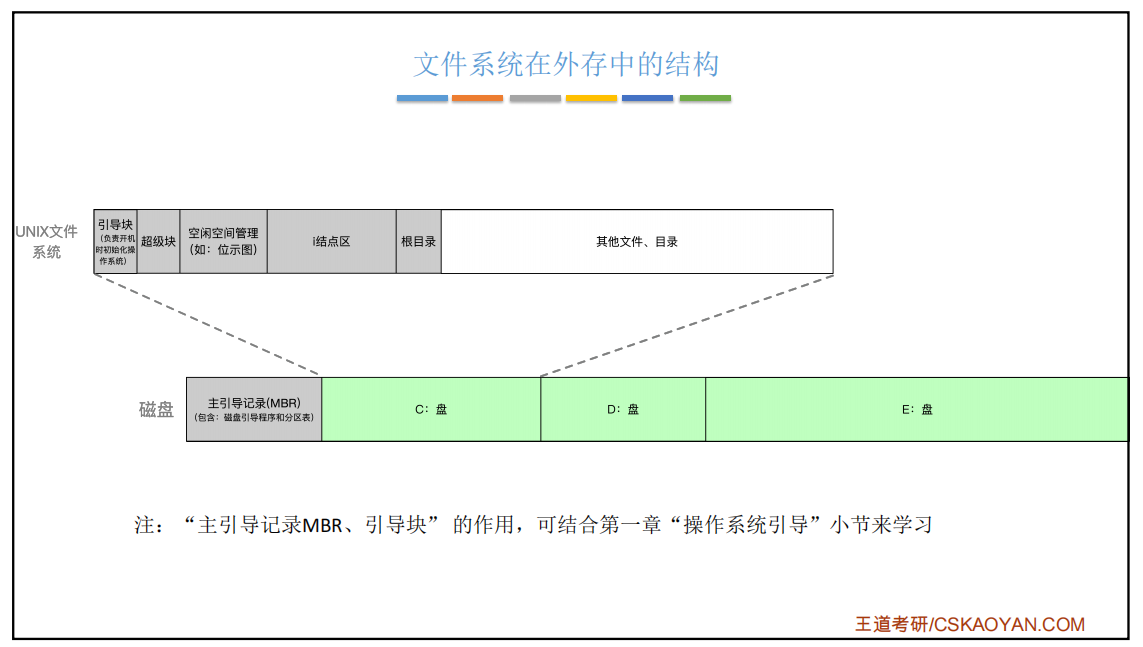 文件系统在外存中的结构
UNIX文件
系统
引导块
(负责开机
时初始化操
作系统)
超级块
空闲空间管理
(如：位示图)
i结点区
根目录
其他文件、目录
磁盘
主引导记录(MBR)
(包含：磁盘引导程序和分区表)
C：盘
D：盘
E：盘
注：“主引导记录MBR、引导块” 的作用，可结合第一章“操作系统引导”小节来学习
王道考研/CSKAOYAN.COM